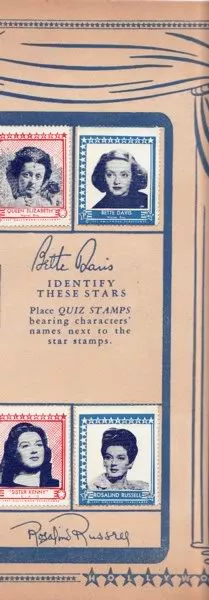 QUEEN ELIZABETH
BETTE DAVIS
Bette Davis
IDENTIFY
THESE STARS
Place QUIZ STAMPS
bearing characters'
names next to the
star stamps.
"SISTER KENNY"
ROSALIND RUSSELL
Rosalind Russell
HOLLY